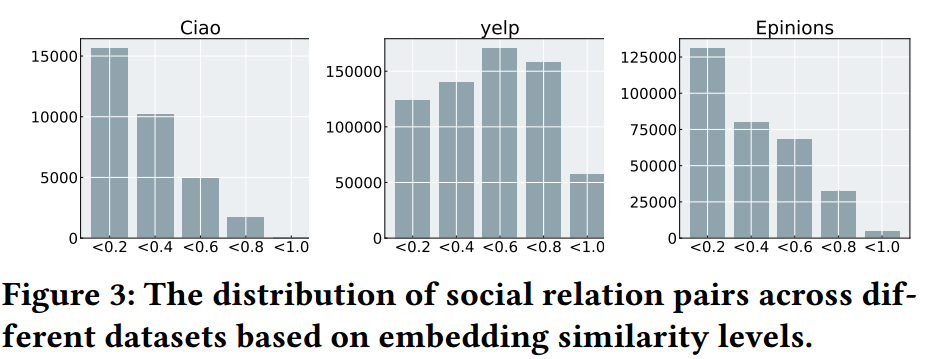 Ciao
15000
10000
5000
0
<0.2 <0.4 <0.6 <0.8 <1.0
yelp
150000
100000
50000
0
<0.2 <0.4 <0.6 <0.8 <1.0
Epinions
125000
100000
75000
50000
25000
0
<0.2 <0.4 <0.6 <0.8 <1.0
Figure 3: The distribution of social relation pairs across dif-
ferent datasets based on embedding similarity levels.